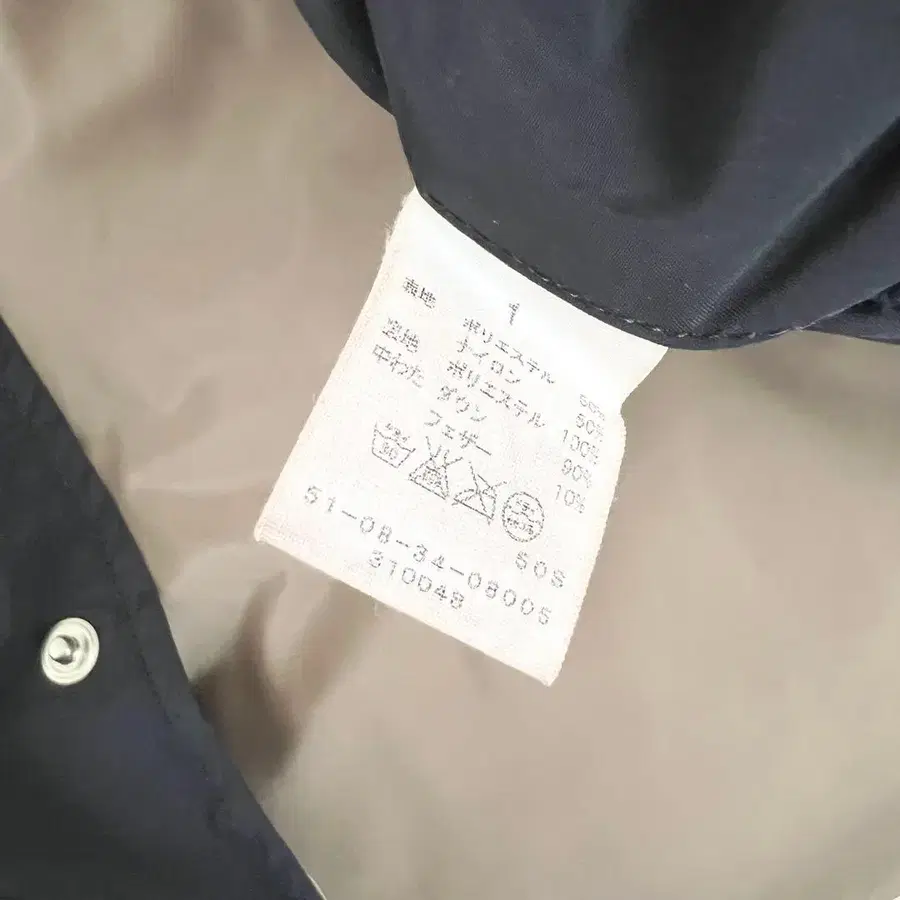 1
表地 ポリエステル 50%
ナイロン 50%
裏地 ポリエステル 100%
中わた ダウン 90%
フェザー 10%
50S
51-08-34-08005
310048